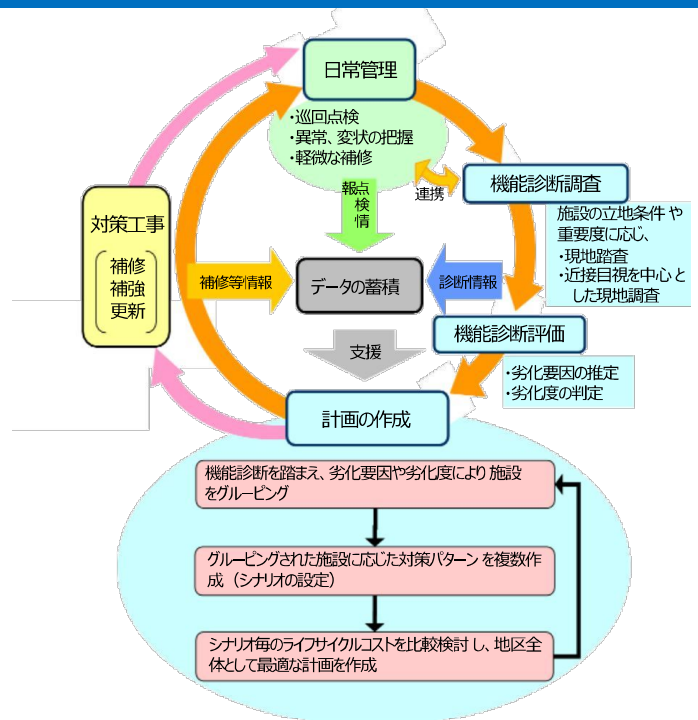 日常管理
・巡回点検
・異常、変状の把握
・軽微な補修
連携
機能診断調査
施設の立地条件 や
重要度に応じ、
・現地踏査
・近接目視を中心 と
した現地調査
点検情報
対策工事
補修
補強
更新
補修等情報
データの蓄積
診断情報
機能診断評価
・劣化要因の推定
・劣化度の判定
支援
計画の作成
機能診断を踏まえ、劣化要因や劣化度により 施設
をグルーピング
グルーピングされた施設に応じた対策パターン を複数作
成 （シナリオの設定）
シナリオ毎のライフサイクルコストを比較検討 し、地区全
体として最適な計画を作成